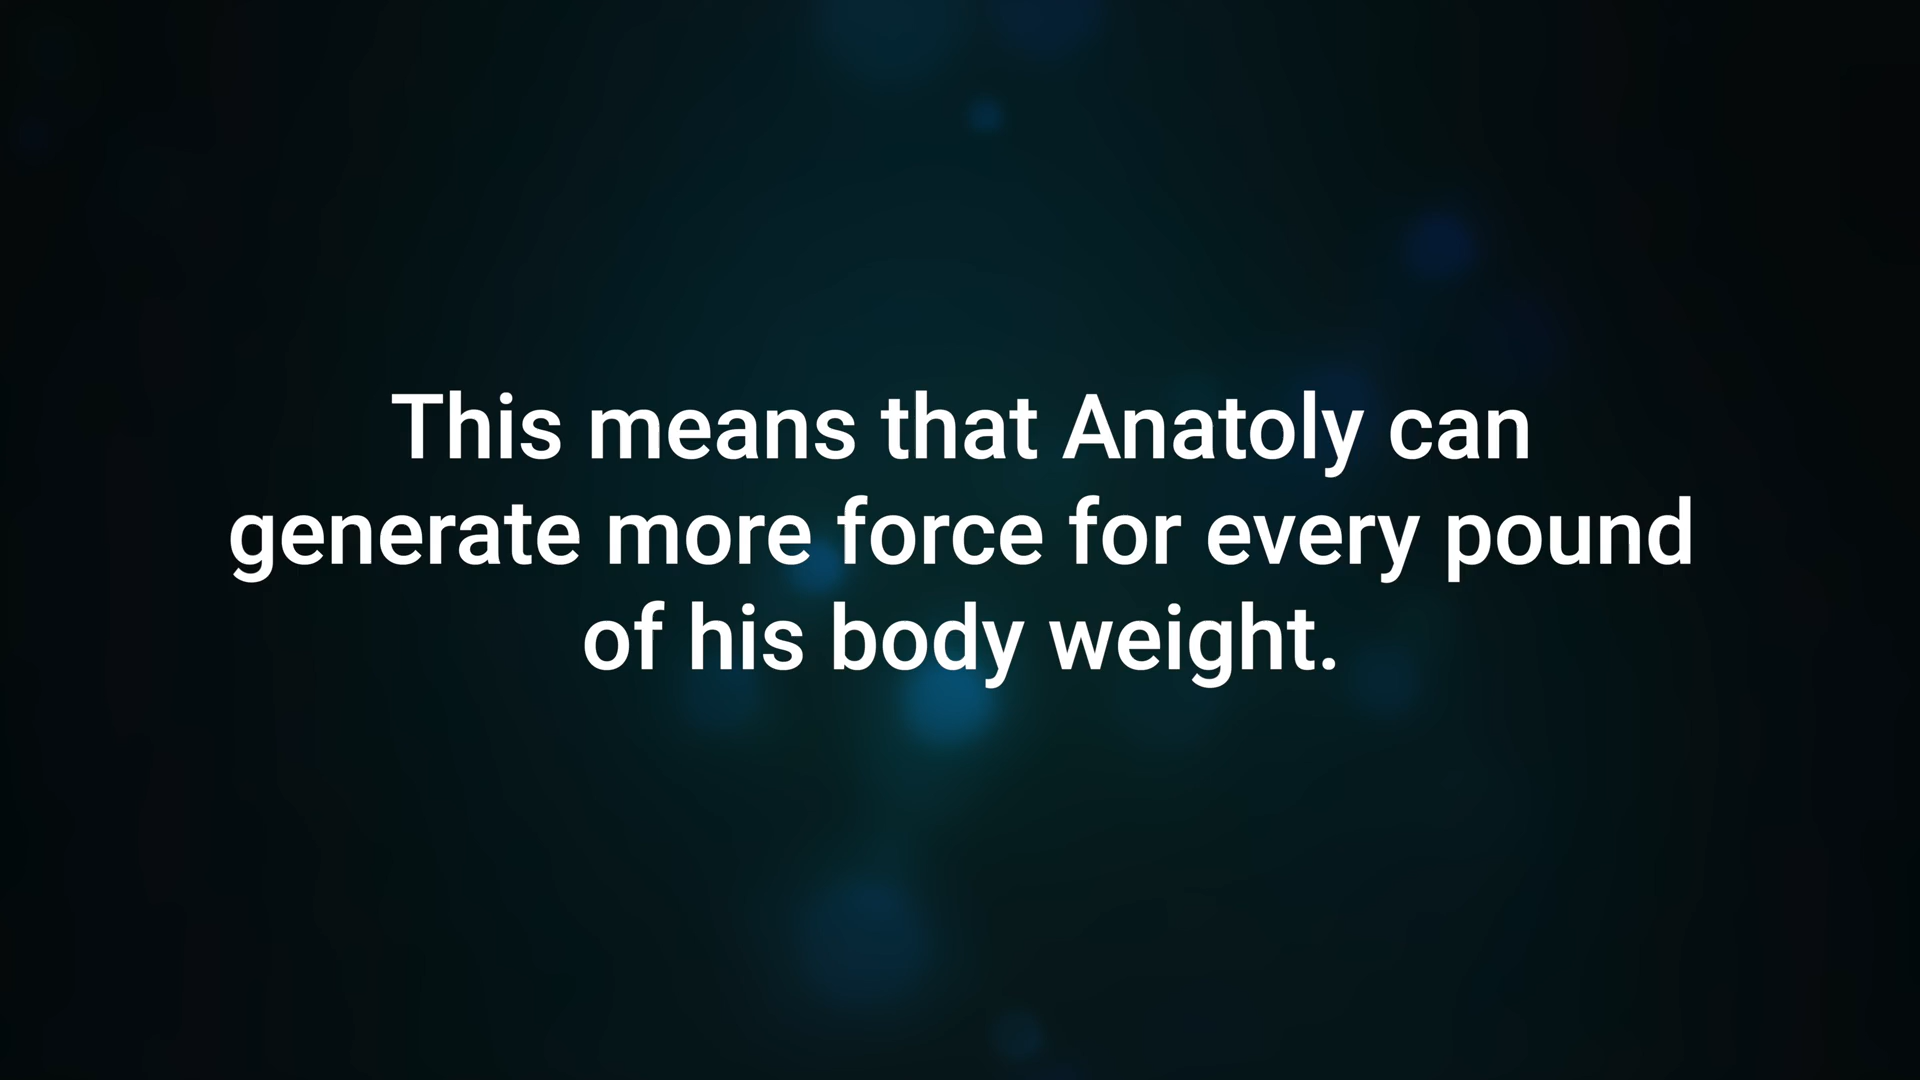 This means that Anatoly can
generate more force for every pound
of his body weight.